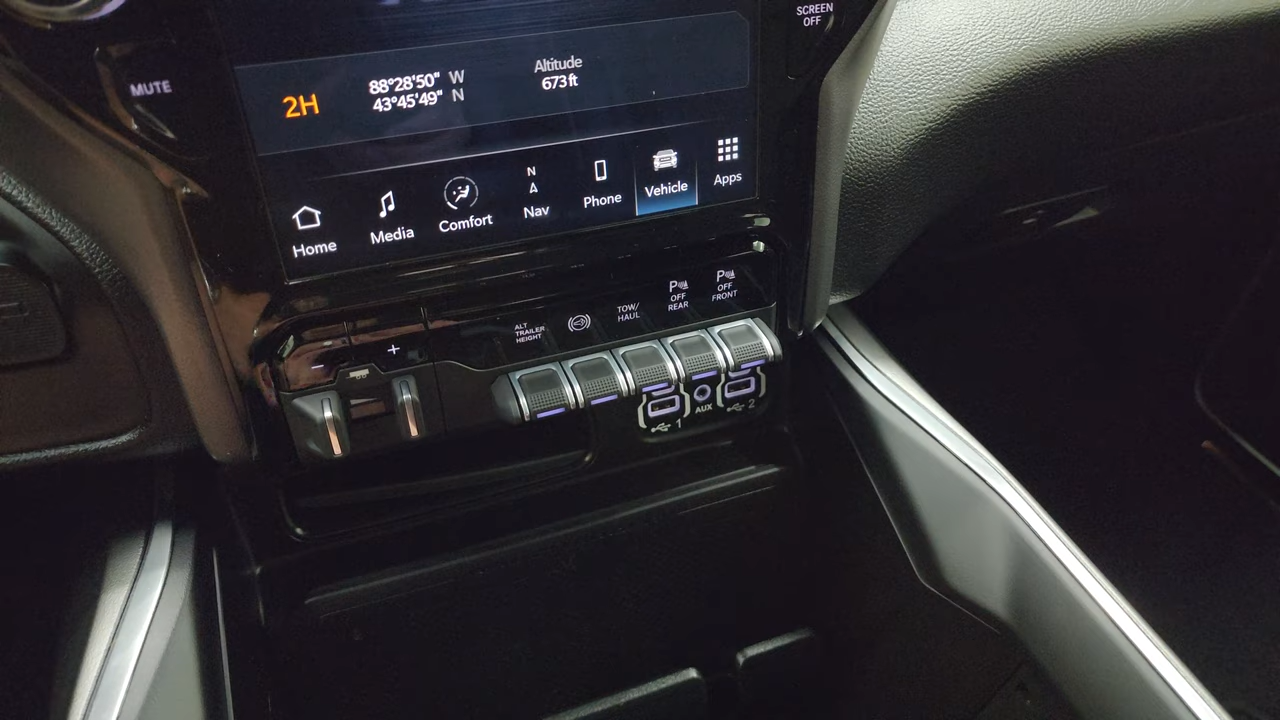 SCREEN
OFF
MUTE
2H
88°28'50" W
43°45'49" N
Altitude
673 ft
Home
Media
Comfort
N
Nav
Phone
Vehicle
Apps
+
-
ALT
TRAILER
HEIGHT
TOW/
HAUL
P
OFF
REAR
P
OFF
FRONT
1
AUX
2